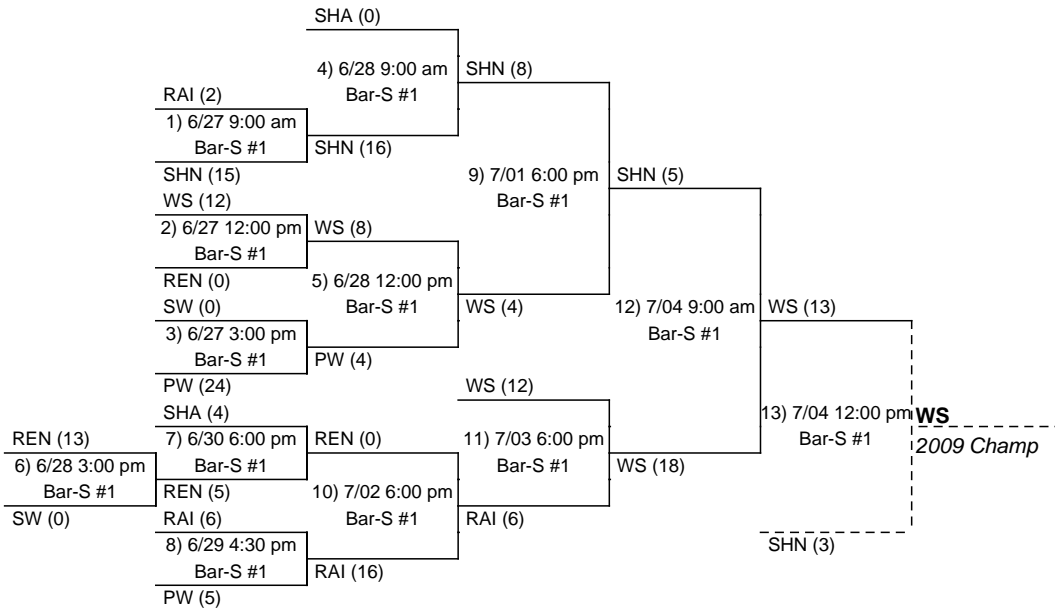 SHA (0)
4) 6/28 9:00 am
Bar-S #1
SHN (8)
RAI (2)
1) 6/27 9:00 am
Bar-S #1
SHN (16)
SHN (15)
9) 7/01 6:00 pm
Bar-S #1
SHN (5)
WS (12)
2) 6/27 12:00 pm
Bar-S #1
WS (8)
REN (0)
5) 6/28 12:00 pm
Bar-S #1
WS (4)
SW (0)
3) 6/27 3:00 pm
Bar-S #1
PW (4)
PW (24)
12) 7/04 9:00 am
Bar-S #1
WS (13)
WS (12)
SHA (4)
7) 6/30 6:00 pm
Bar-S #1
REN (0)
REN (13)
6) 6/28 3:00 pm
Bar-S #1
REN (5)
SW (0)
11) 7/03 6:00 pm
Bar-S #1
WS (18)
10) 7/02 6:00 pm
Bar-S #1
RAI (6)
RAI (6)
8) 6/29 4:30 pm
Bar-S #1
RAI (16)
PW (5)
13) 7/04 12:00 pm
Bar-S #1
WS
2009 Champ
SHN (3)